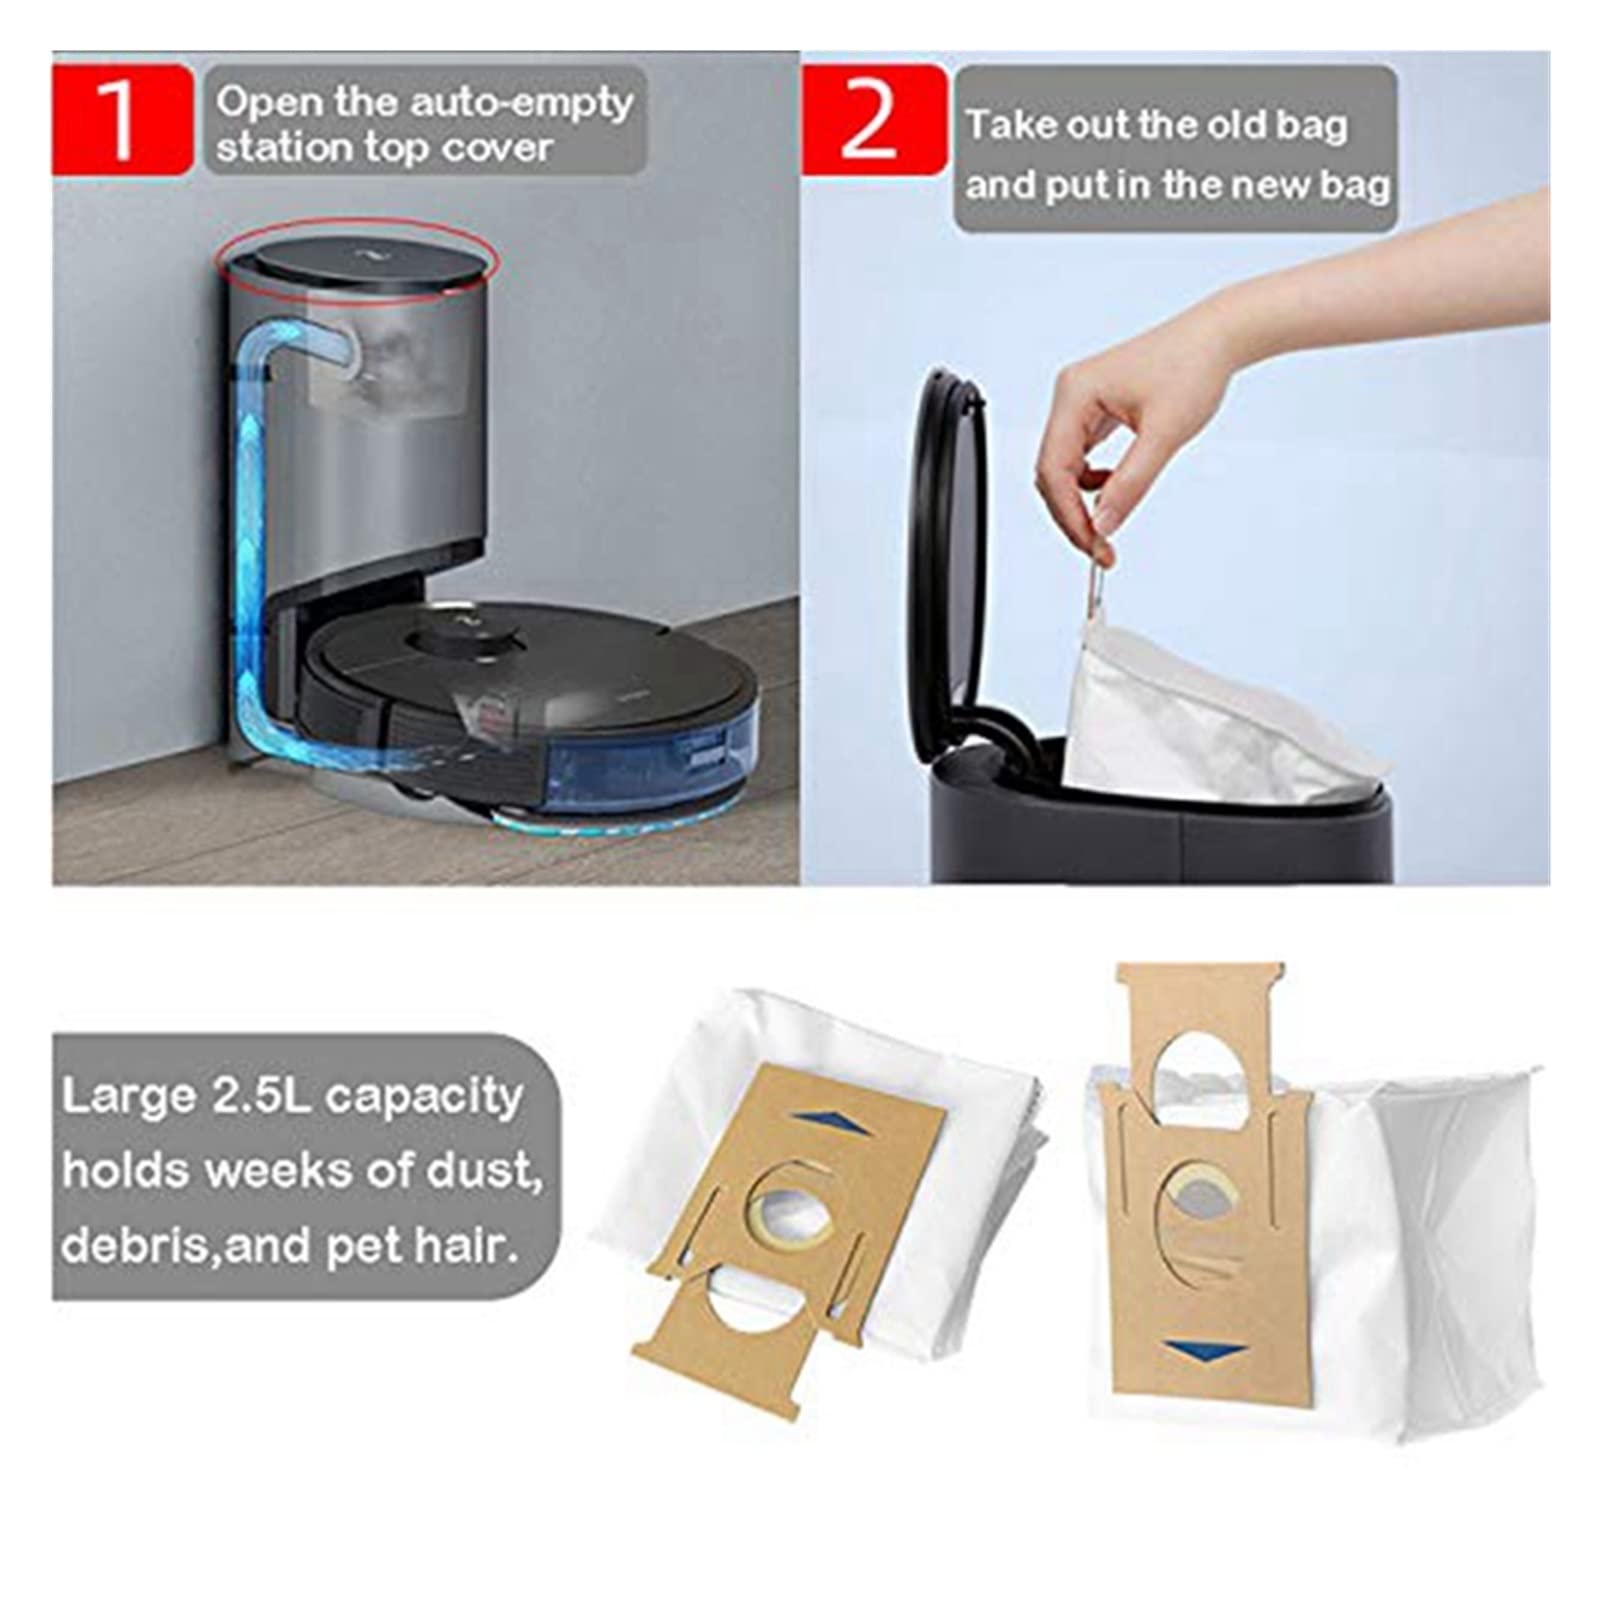 1
Open the auto-empty
station top cover
2
Take out the old bag
and put in the new bag
Large 2.5L capacity
holds weeks of dust,
debris,and pet hair.